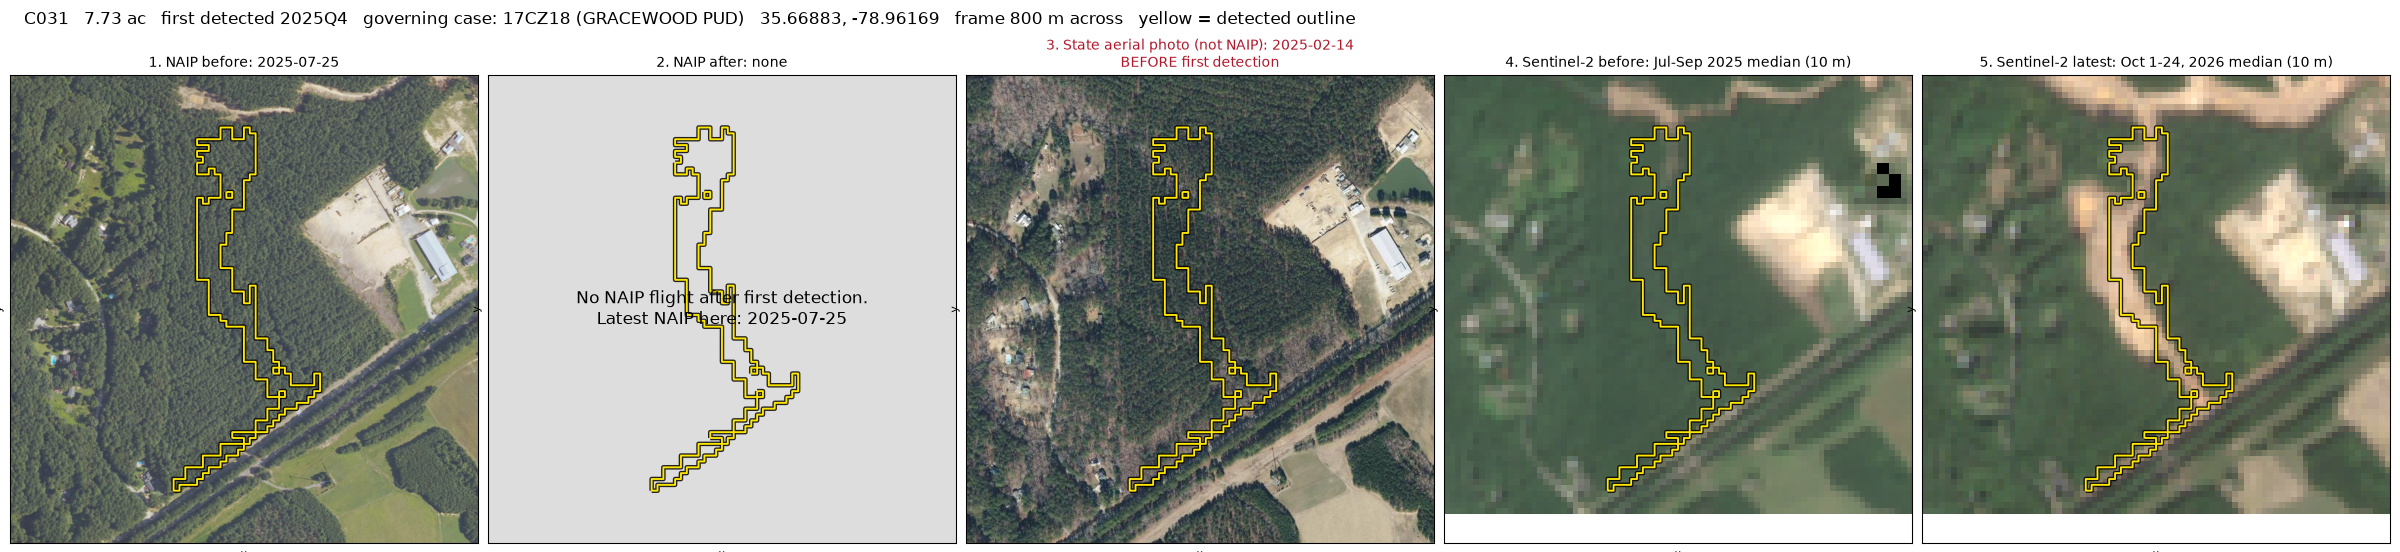 C031   7.73 ac   first detected 2025Q4   governing case: 17CZ18 (GRACEWOOD PUD)   35.66883, -78.96169   frame 800 m across   yellow = detected outline
1. NAIP before: 2025-07-25
2. NAIP after: none
3. State aerial photo (not NAIP): 2025-02-14
BEFORE first detection
4. Sentinel-2 before: Jul-Sep 2025 median (10 m)
5. Sentinel-2 latest: Oct 1-24, 2026 median (10 m)
No NAIP flight after first detection.
Latest NAIP here: 2025-07-25